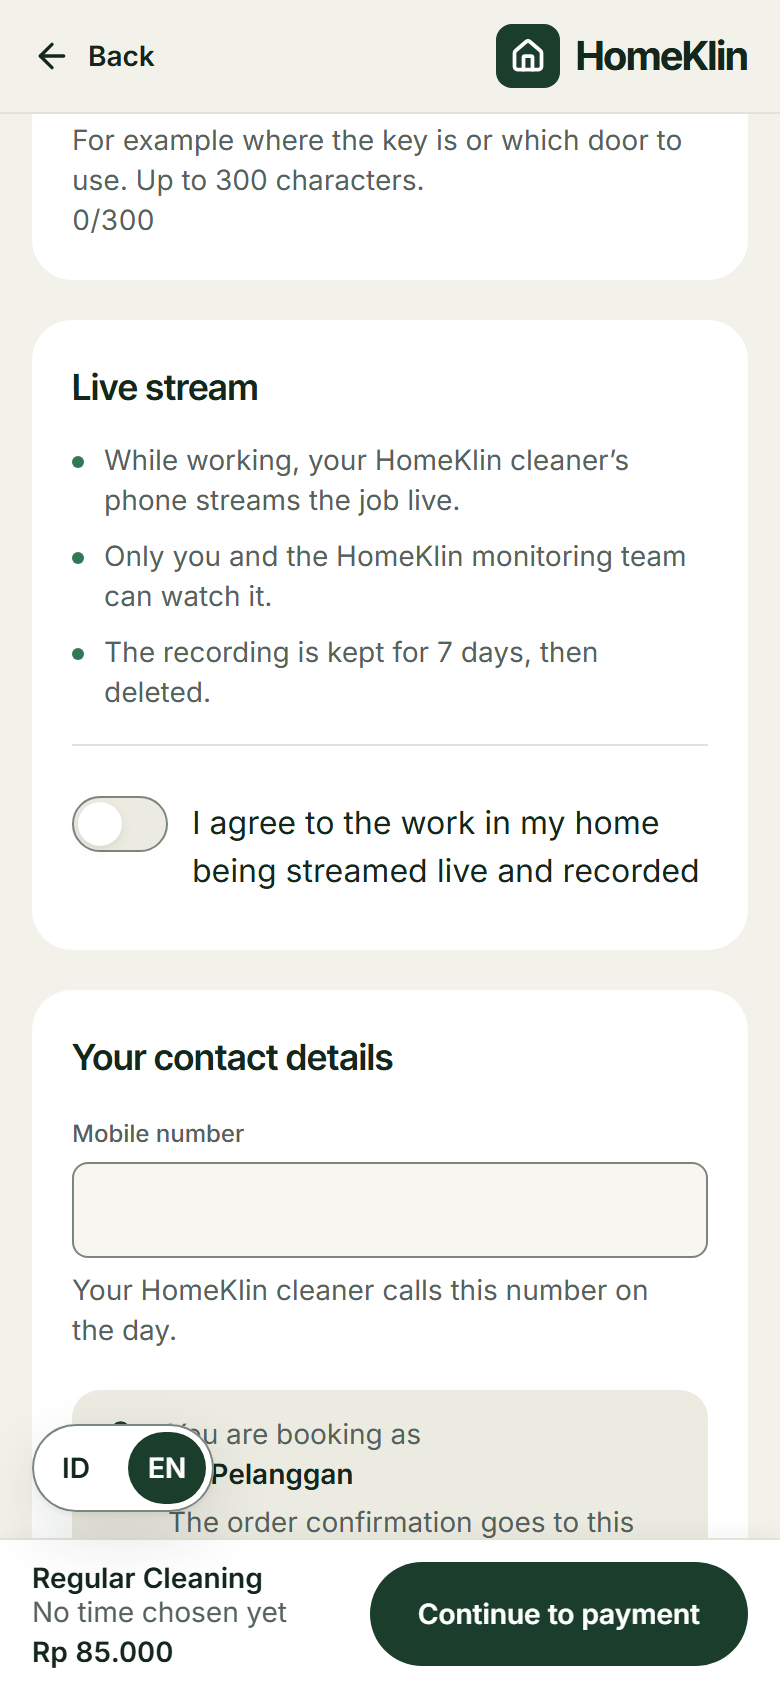 Back
HomeKlin
For example where the key is or which door to
use. Up to 300 characters.
0/300
Live stream
While working, your HomeKlin cleaner’s
phone streams the job live.
Only you and the HomeKlin monitoring team
can watch it.
The recording is kept for 7 days, then
deleted.
I agree to the work in my home
being streamed live and recorded
Your contact details
Mobile number
Your HomeKlin cleaner calls this number on
the day.
You are booking as
Pelanggan
The order confirmation goes to this
ID
EN
Regular Cleaning
No time chosen yet
Rp 85.000
Continue to payment